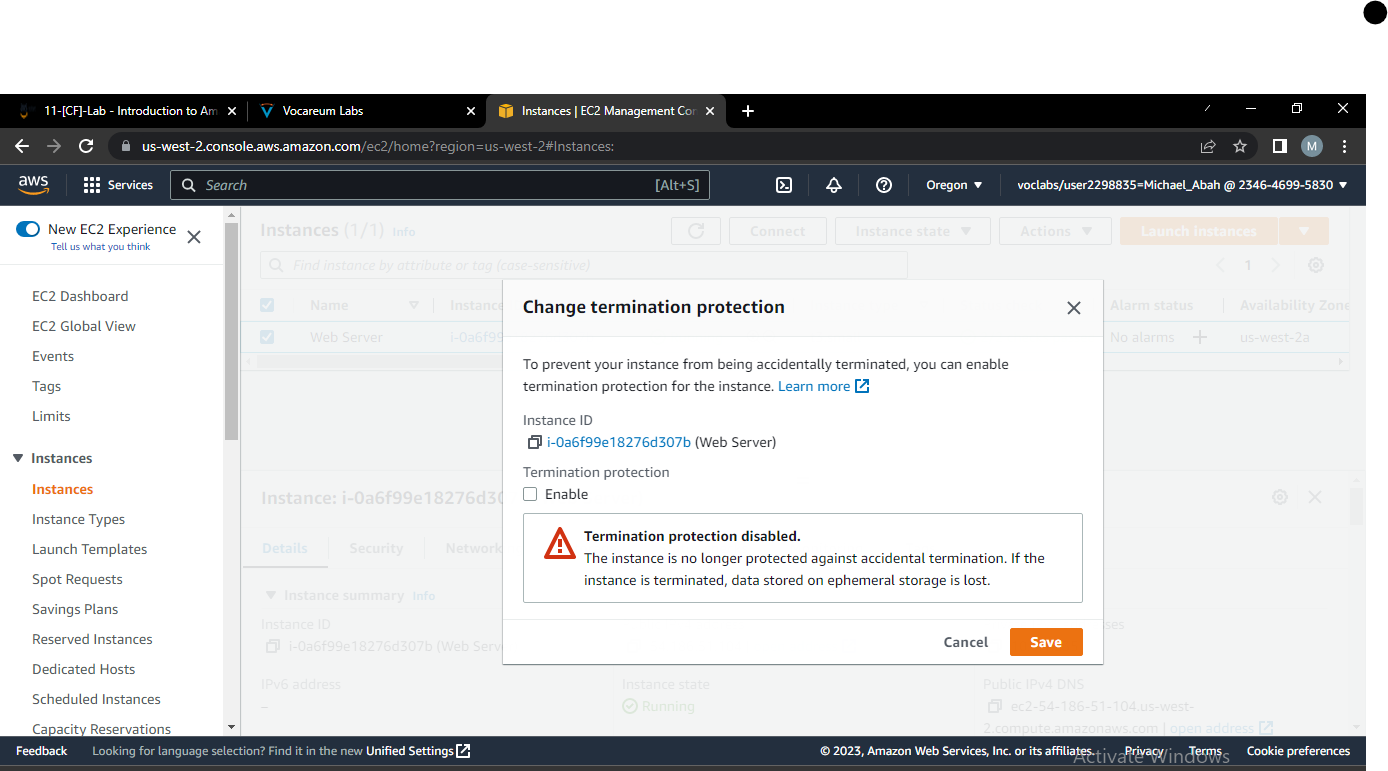 11-[CF]-Lab - Introduction to Am
Vocareum Labs
Instances | EC2 Management Con
us-west-2.console.aws.amazon.com/ec2/home?region=us-west-2#Instances:
M
aws
Services
Search
[Alt+S]
Oregon
voclabs/user2298835=Michael_Abah @ 2346-4699-5830
New EC2 Experience
Tell us what you think
EC2 Dashboard
EC2 Global View
Events
Tags
Limits
Instances
Instances
Instance Types
Launch Templates
Spot Requests
Savings Plans
Reserved Instances
Dedicated Hosts
Scheduled Instances
Capacity Reservations
Instances (1/1) Info
Connect
Instance state
Actions
Launch instances
Find instance by attribute or tag (case-sensitive)
1
Name
Instance
Alarm status
Availability Zone
Web Server
i-0a6f99
No alarms
us-west-2a
Change termination protection
To prevent your instance from being accidentally terminated, you can enable
termination protection for the instance. Learn more
Instance ID
i-0a6f99e18276d307b (Web Server)
Termination protection
Enable
Termination protection disabled.
The instance is no longer protected against accidental termination. If the
instance is terminated, data stored on ephemeral storage is lost.
Cancel
Save
Instance: i-0a6f99e18276d30
Details
Security
Network
Instance summary Info
Instance ID
i-0a6f99e18276d307b (Web Serv
IPv6 address
–
Instance state
Running
Public IPv4 DNS
ec2-54-186-51-104.us-west-
2.compute.amazonaws.com | open address
Feedback
Looking for language selection? Find it in the new Unified Settings
© 2023, Amazon Web Services, Inc. or its affiliates.
Privacy
Terms
Cookie preferences
Activate Windows